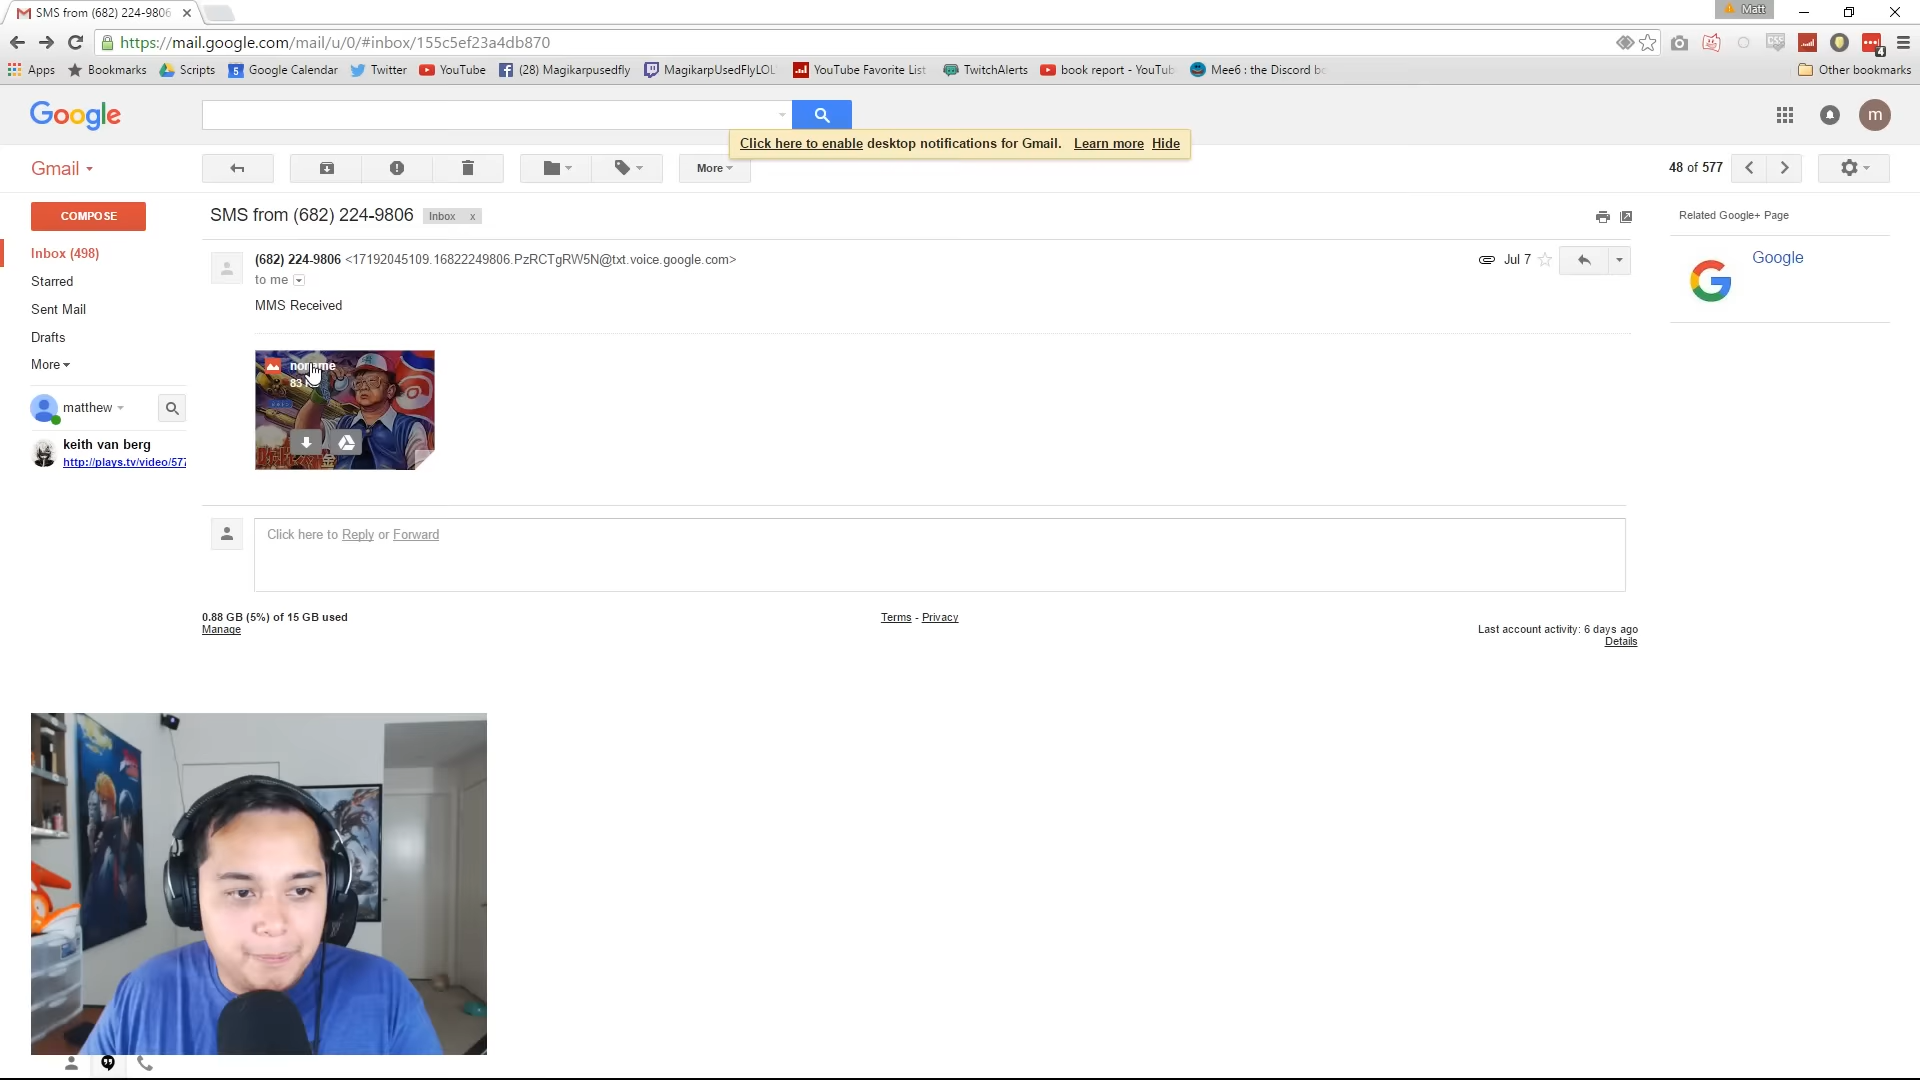 SMS from (682) 224-9806
Matt
https://mail.google.com/mail/u/0/#inbox/155c5ef23a4db870
Apps
Bookmarks
Scripts
5 Google Calendar
Twitter
YouTube
(28) Magikarpusedfly
MagikarpUsedFlyLOL
YouTube Favorite List
TwitchAlerts
book report - YouTub
Mee6 : the Discord bo
Other bookmarks
4
Google
m
Click here to enable desktop notifications for Gmail. Learn more Hide
Gmail
More
48 of 577
COMPOSE
SMS from (682) 224-9806 Inbox x
Related Google+ Page
Inbox (498)
Starred
Sent Mail
Drafts
More
(682) 224-9806 <17192045109.16822249806.PzRCTgRW5N@txt.voice.google.com>
Jul 7
to me
MMS Received
Google
83
matthew
keith van berg
http://plays.tv/video/577
Click here to Reply or Forward
0.88 GB (5%) of 15 GB used
Manage
Terms - Privacy
Last account activity: 6 days ago
Details